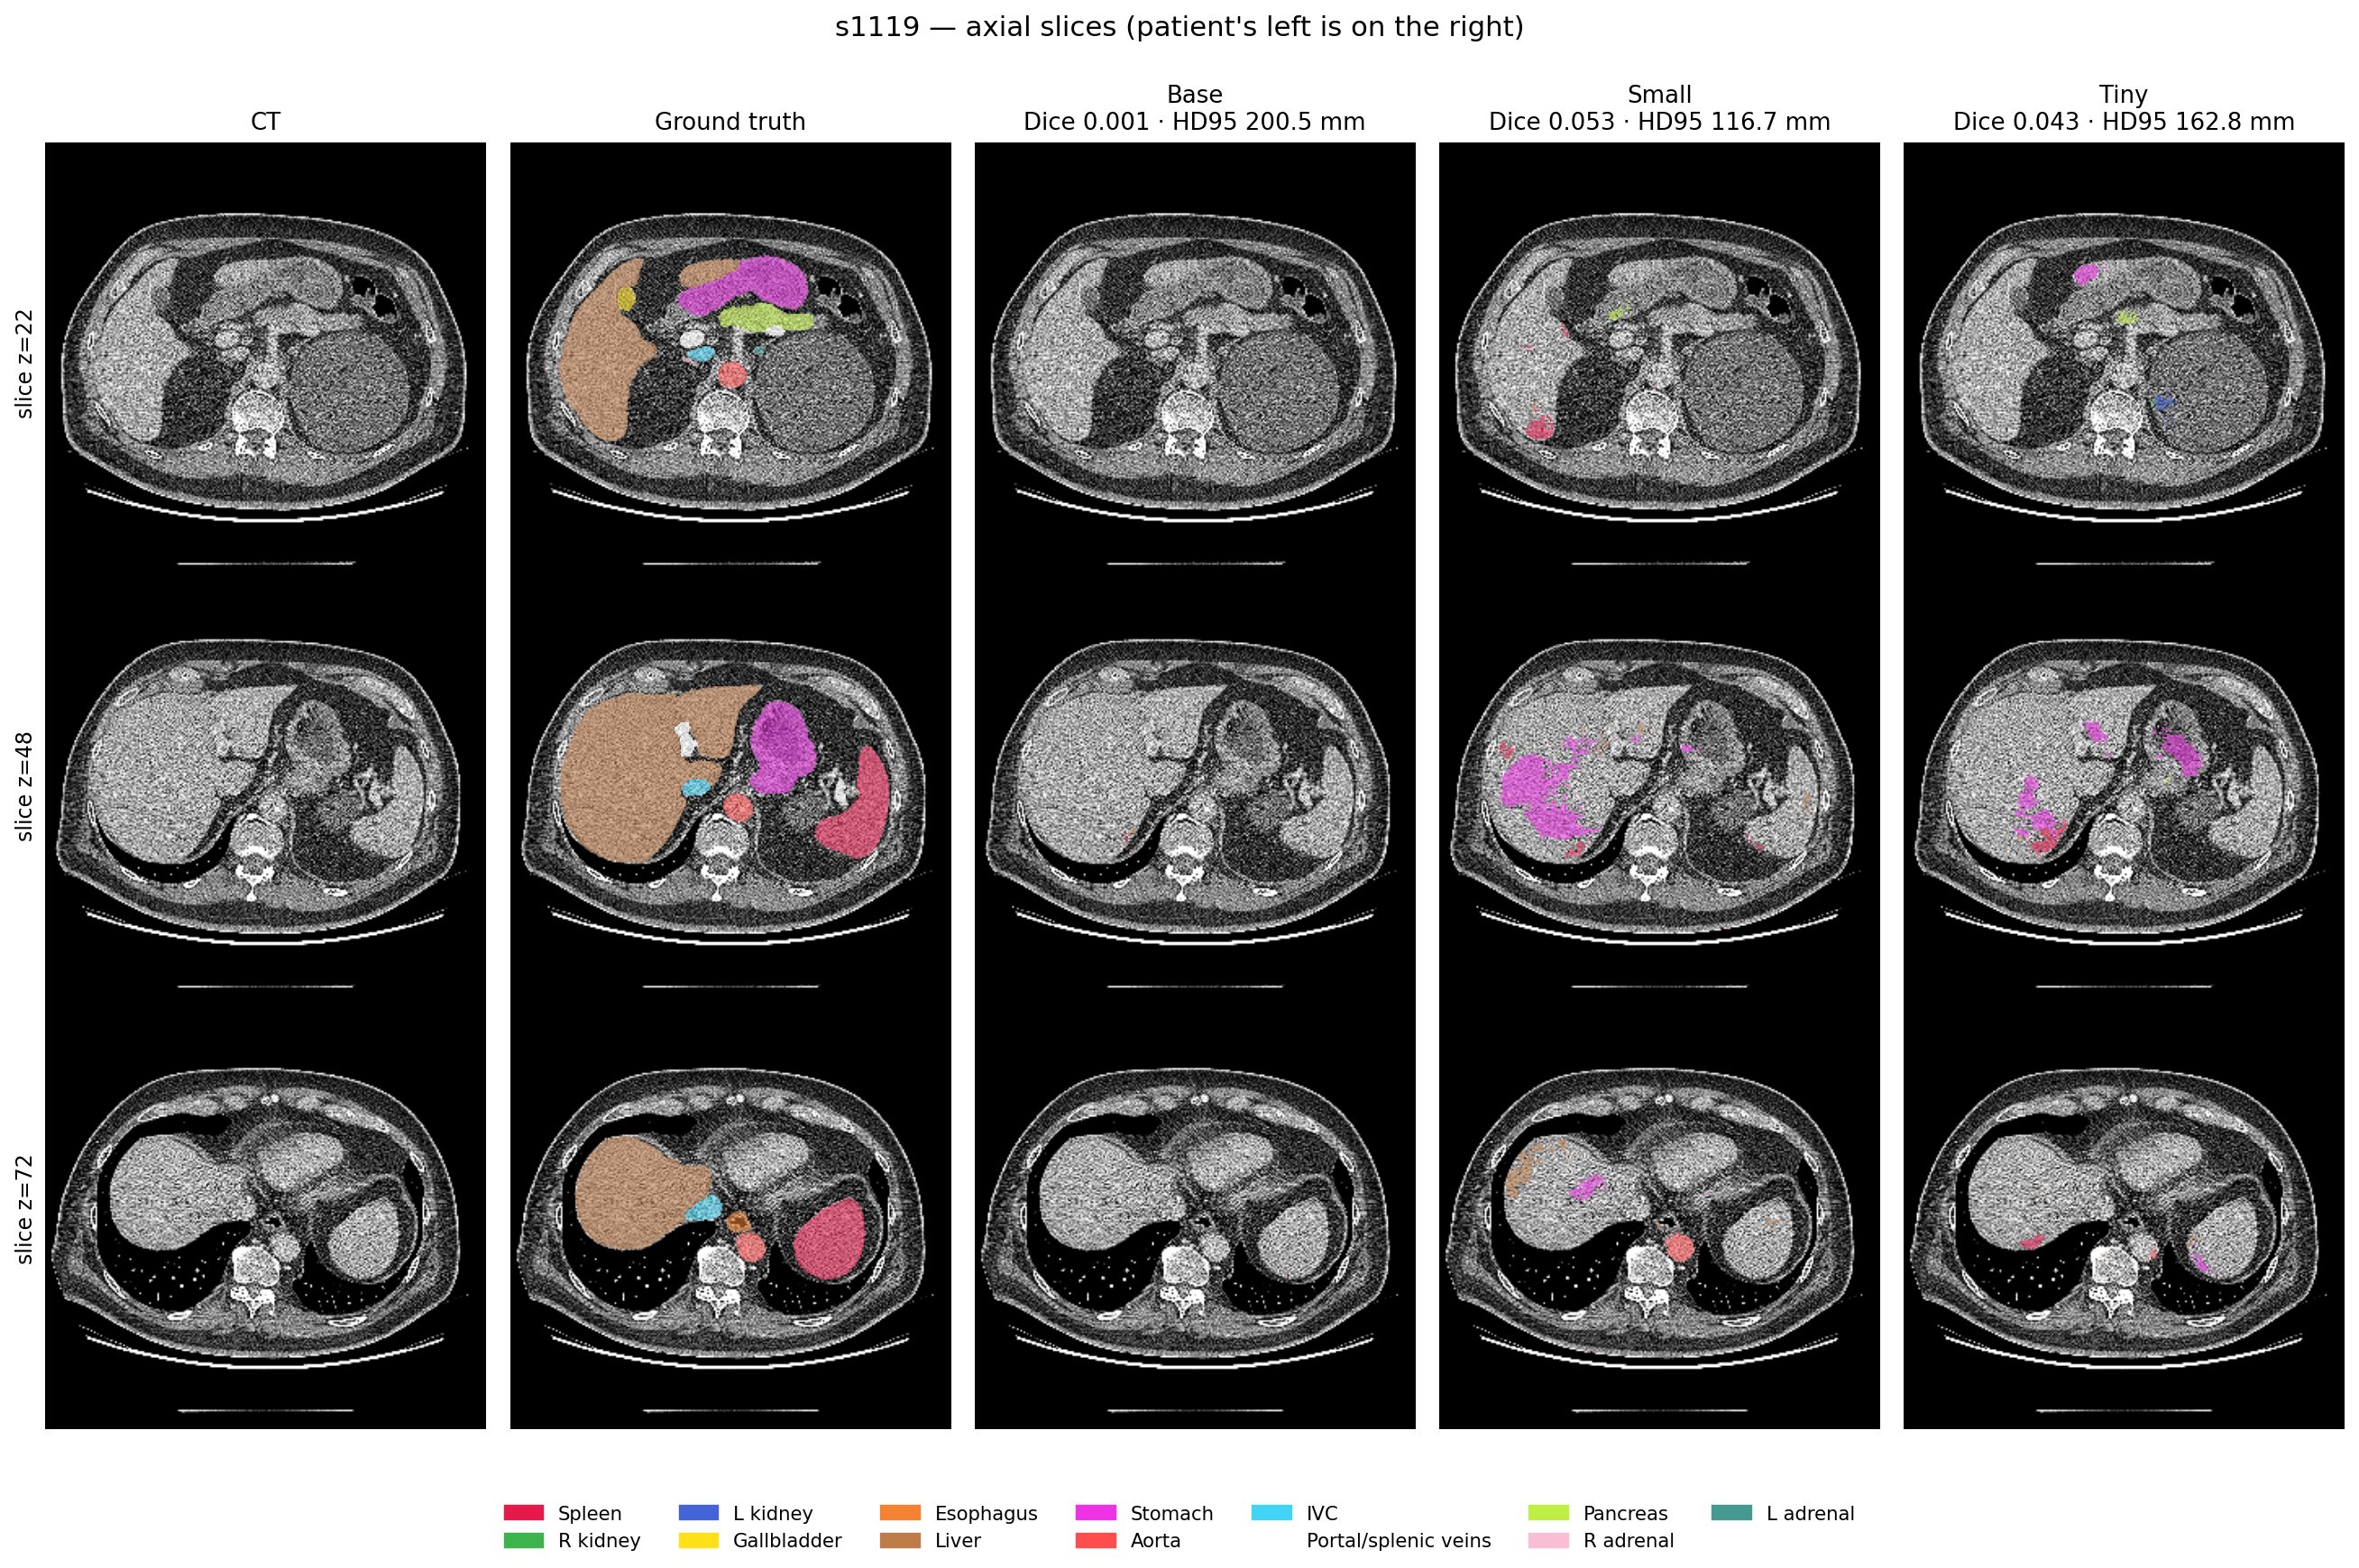 s1119 — axial slices (patient's left is on the right)
CT
Ground truth
Base
Dice 0.001 · HD95 200.5 mm
Small
Dice 0.053 · HD95 116.7 mm
Tiny
Dice 0.043 · HD95 162.8 mm
slice z=22
slice z=48
slice z=72
Spleen
R kidney
L kidney
Gallbladder
Esophagus
Liver
Stomach
Aorta
IVC
Portal/splenic veins
Pancreas
R adrenal
L adrenal